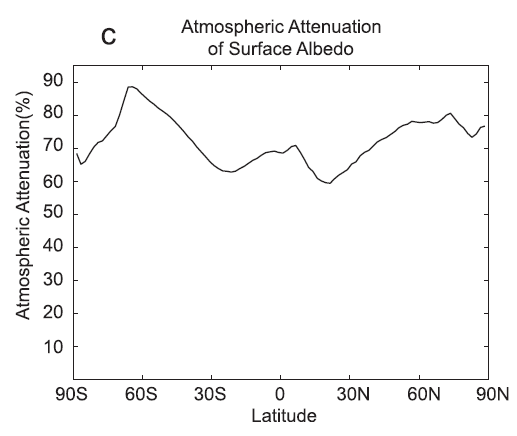 C
Atmospheric Attenuation
of Surface Albedo
Atmospheric Attenuation(%)
90
80
70
60
50
40
30
20
10
90S 60S 30S 0 30N 60N 90N
Latitude